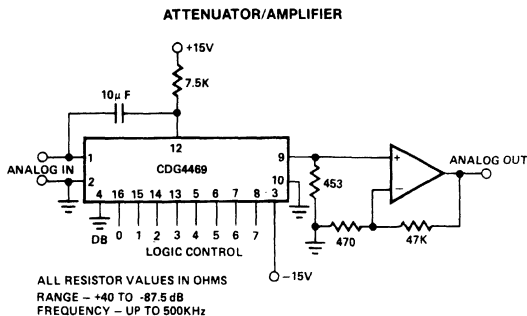 ATTENUATOR/AMPLIFIER
+15V
7.5K
10μF
12
1
CDG4469
9
ANALOG IN
2
10
4 16 15 14 13 5 6 7 8 3
453
+
−
ANALOG OUT
470
47K
DB 0 1 2 3 4 5 6 7
LOGIC CONTROL
−15V
ALL RESISTOR VALUES IN OHMS
RANGE – +40 TO -87.5 dB
FREQUENCY – UP TO 500KHz